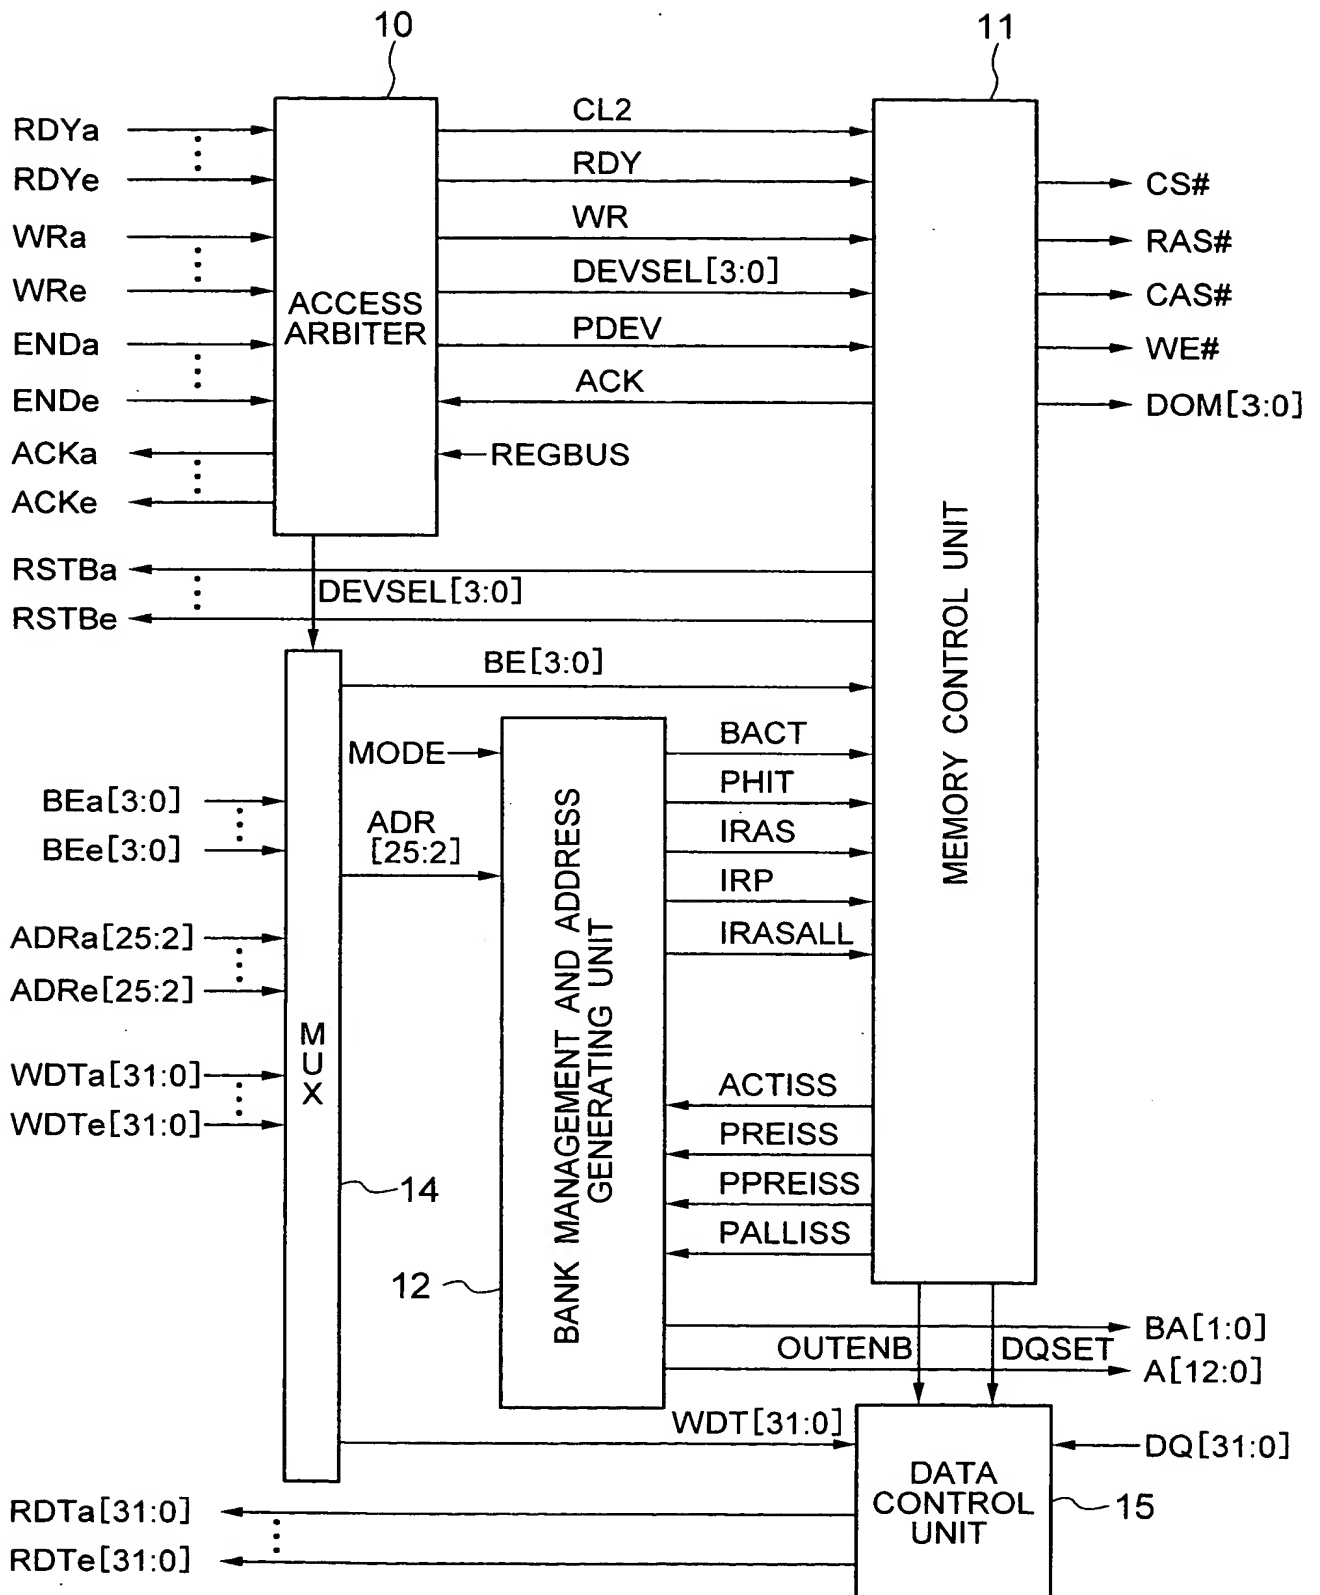 10
11
RDYa
CL2
RDYe
RDY
CS#
WRa
WR
RAS#
WRe
DEVSEL[3:0]
CAS#
ACCESS
ARBITER
ENDa
PDEV
WE#
ENDe
ACK
DOM[3:0]
ACKa
REGBUS
ACKe
MEMORY CONTROL UNIT
RSTBa
DEVSEL[3:0]
RSTBe
BE[3:0]
MODE
BACT
BEa[3:0]
PHIT
ADR
[25:2]
BEe[3:0]
IRAS
IRP
ADRa[25:2]
IRASALL
ADRe[25:2]
MUX
BANK MANAGEMENT AND ADDRESS
GENERATING UNIT
WDTa[31:0]
ACTISS
WDTe[31:0]
PREISS
14
PPREISS
PALLISS
12
BA[1:0]
OUTENB
DQSET
A[12:0]
WDT[31:0]
DQ[31:0]
DATA
CONTROL
UNIT
15
RDTa[31:0]
RDTe[31:0]